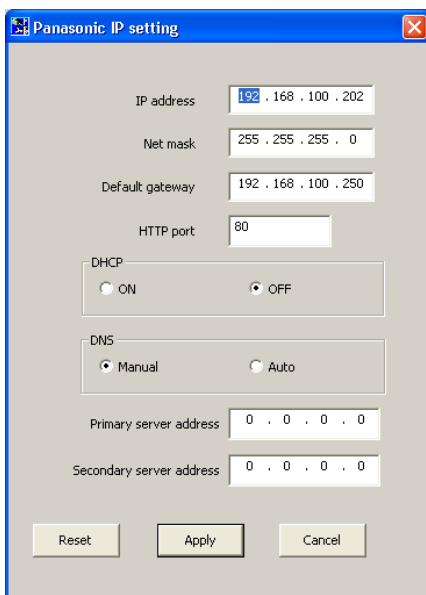 Panasonic IP setting
IP address 192 . 168 . 100 . 202
Net mask 255 . 255 . 255 . 0
Default gateway 192 . 168 . 100 . 250
HTTP port 80
DHCP
ON OFF
DNS
Manual Auto
Primary server address 0 . 0 . 0 . 0
Secondary server address 0 . 0 . 0 . 0
Reset Apply Cancel